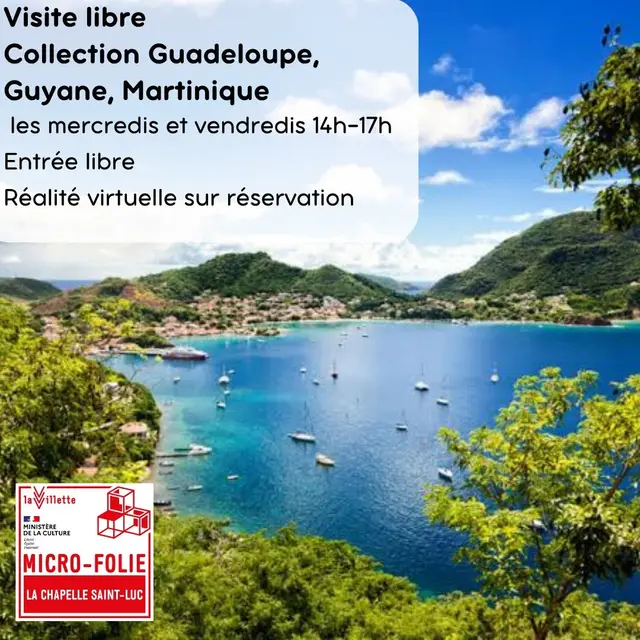 Visite libre
Collection Guadeloupe,
Guyane, Martinique
les mercredis et vendredis 14h-17h
Entrée libre
Réalité virtuelle sur réservation
la Villette
MINISTÈRE
DE LA CULTURE
MICRO-FOLIE
LA CHAPELLE SAINT-LUC